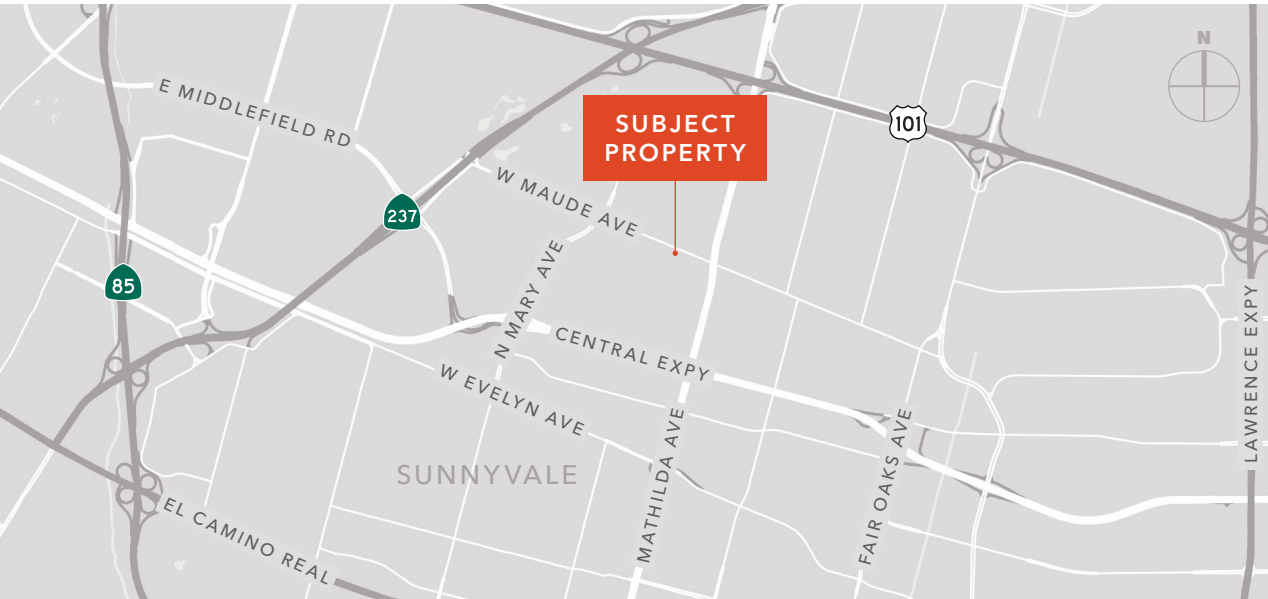 N
E MIDDLEFIELD RD
101
SUBJECT
PROPERTY
W MAUDE AVE
237
85
N MARY AVE
CENTRAL EXPY
W EVELYN AVE
LAWRENCE EXPY
SUNNYVALE
MATHILDA AVE
FAIR OAKS AVE
EL CAMINO REAL